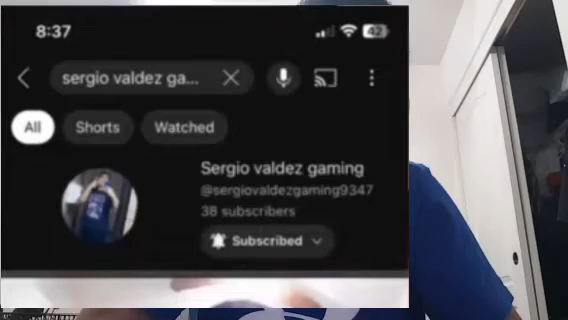 8:37
42
sergio valdez ga...
All
Shorts
Watched
Sergio valdez gaming
@sergiovaldezgaming9347
38 subscribers
Subscribed